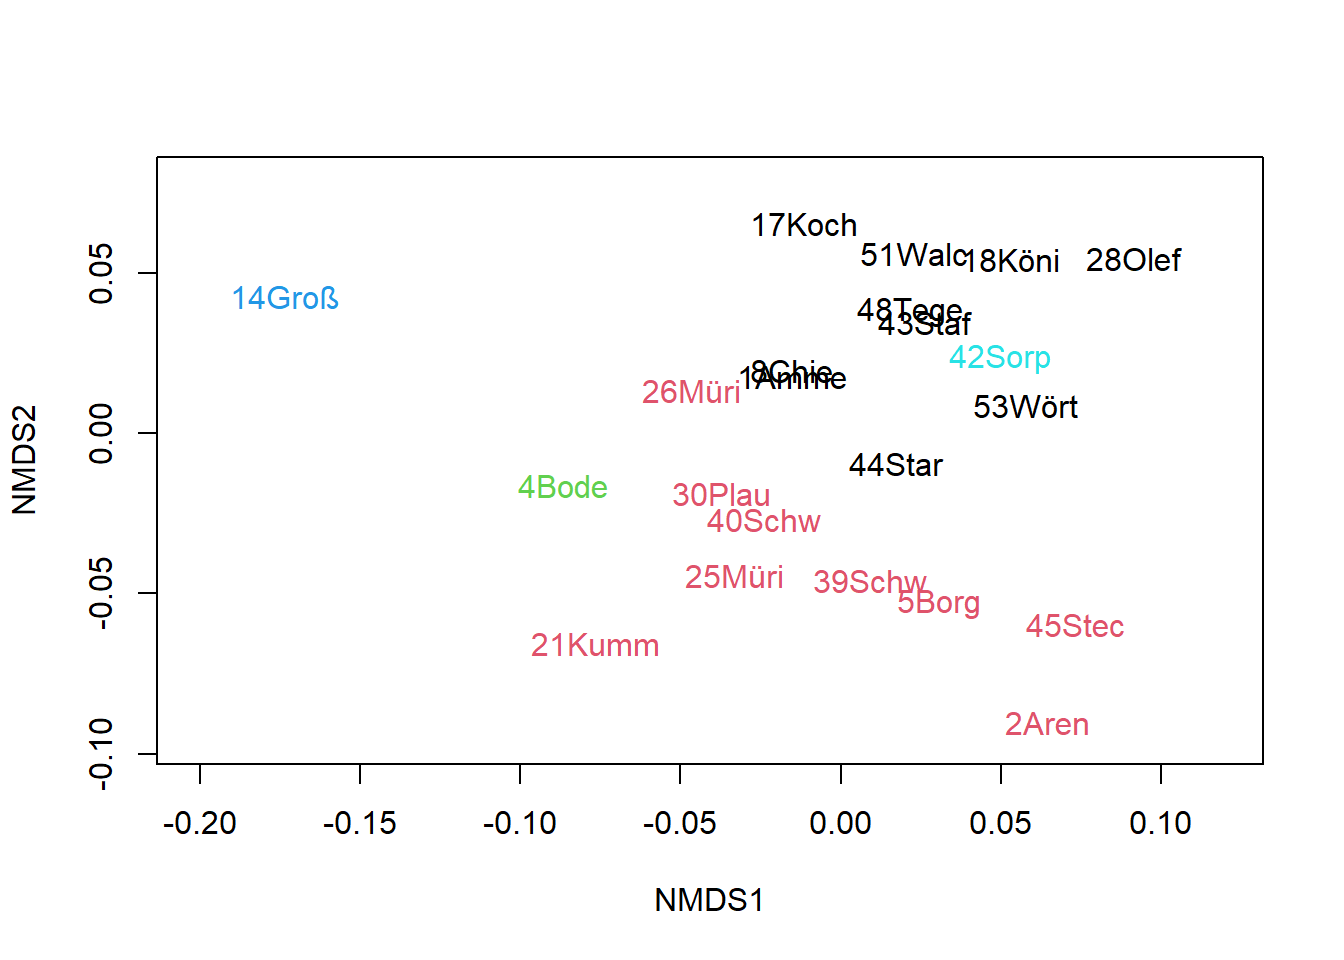 17Koch
51Walc
18Köni
28Olef
14Groß
48Tege
43Staf
42Sorp
8Chie
1Amme
26Müri
53Wört
44Star
4Bode
30Plau
40Schw
25Müri
39Schw
5Borg
45Stec
21Kumm
2Aren
0.05
0.00
-0.05
-0.10
NMDS2
-0.20 -0.15 -0.10 -0.05 0.00 0.05 0.10
NMDS1